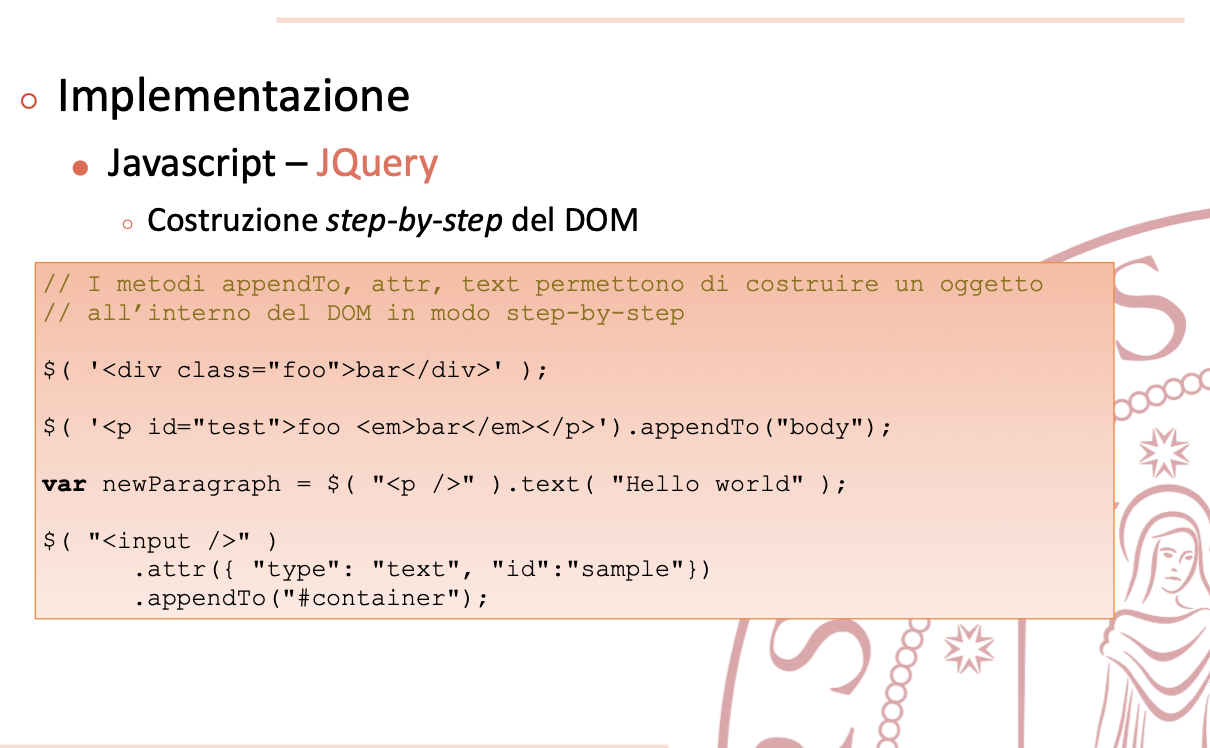 Implementazione
Javascript – JQuery
Costruzione step-by-step del DOM
// I metodi appendTo, attr, text permettono di costruire un oggetto
// all’interno del DOM in modo step-by-step
$( '<div class="foo">bar</div>' );
$( '<p id="test">foo <em>bar</em></p>').appendTo("body");
var newParagraph = $( "<p />" ).text( "Hello world" );
$( "<input />" )
.attr({ "type": "text", "id":"sample"})
.appendTo("#container");